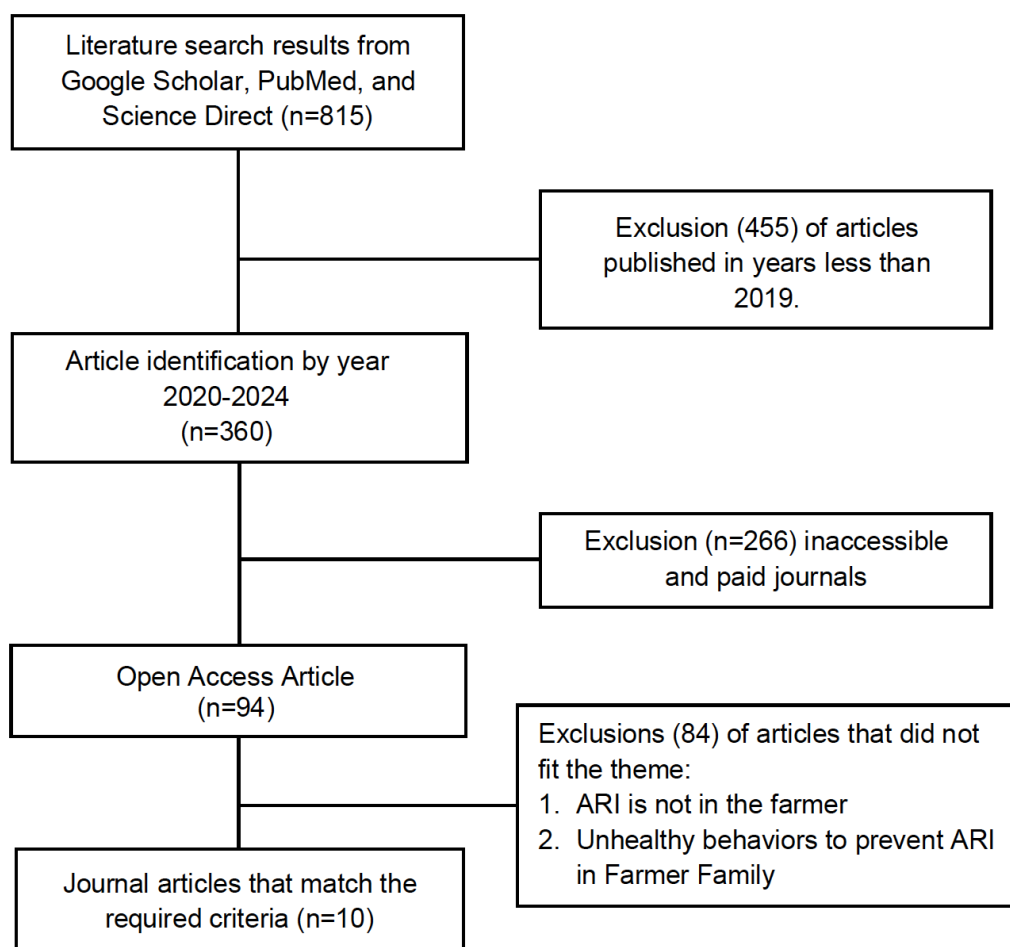 Literature search results from
Google Scholar, PubMed, and
Science Direct (n=815)
Exclusion (455) of articles
published in years less than
2019.
Article identification by year
2020-2024
(n=360)
Exclusion (n=266) inaccessible
and paid journals
Open Access Article
(n=94)
Exclusions (84) of articles that did not
fit the theme:
1. ARI is not in the farmer
2. Unhealthy behaviors to prevent ARI
in Farmer Family
Journal articles that match the
required criteria (n=10)